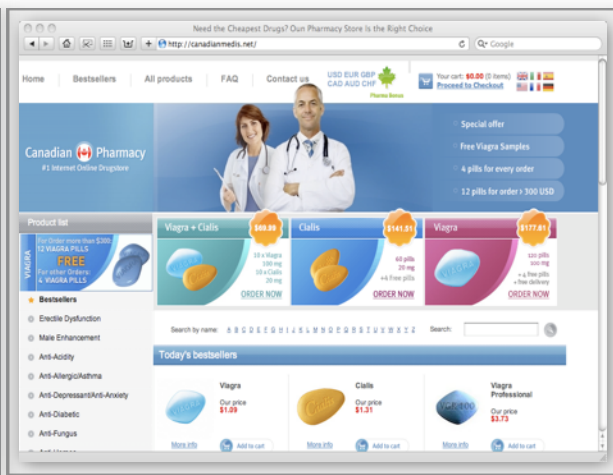 Need the Cheapest Drugs? Our Pharmacy Store Is the Right Choice
http://canadianmedis.net/
Google
Home
Bestsellers
All products
FAQ
Contact us
USD EUR GBP
CAD AUD CHF
Pharma Bonus
Your cart: $0.00 (0 items)
Proceed to Checkout
Canadian Pharmacy
#1 Internet Online Drugstore
Special offer
Free Viagra Samples
4 pills for every order
12 pills for order > 300 USD
Product list
VIAGRA
For Order more than $300
12 VIAGRA PILLS
FREE
For other Orders:
4 VIAGRA PILLS
Viagra + Cialis
$69.99
10 x Viagra
100 mg
10 x Cialis
20 mg
ORDER NOW
Cialis
$141.51
60 pills
20 mg
+4 free pills
ORDER NOW
Viagra
$177.61
120 pills
100 mg
+ 4 free pills
+ free delivery
ORDER NOW
Bestsellers
Erectile Dysfunction
Male Enhancement
Anti-Acidity
Anti-Allergic/Asthma
Anti-Depressant/Anti-Anxiety
Anti-Diabetic
Anti-Fungus
Search by name: A B C D E F G H I J K L M N O P Q R S T U V W X Y Z
Search:
Today's bestsellers
Viagra
Our price
$1.09
More info
Add to cart
Cialis
Our price
$1.31
More info
Add to cart
Viagra
Professional
Our price
$3.73
More info
Add to cart